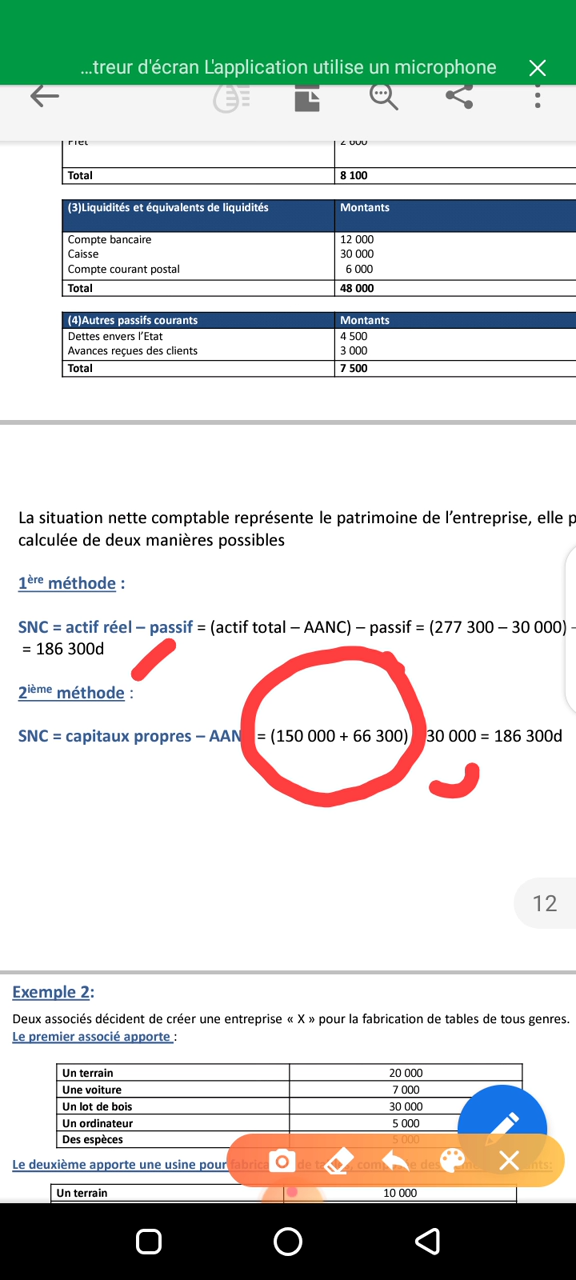 ...treur d'écran L'application utilise un microphone
Total 8 100
(3)Liquidités et équivalents de liquidités Montants
Compte bancaire 12 000
Caisse 30 000
Compte courant postal 6 000
Total 48 000
(4)Autres passifs courants Montants
Dettes envers l'Etat 4 500
Avances reçues des clients 3 000
Total 7 500
La situation nette comptable représente le patrimoine de l'entreprise, elle p
calculée de deux manières possibles
1ère méthode :
SNC = actif réel – passif = (actif total – AANC) – passif = (277 300 – 30 000) -
= 186 300d
2ième méthode :
SNC = capitaux propres – AAN = (150 000 + 66 300) 30 000 = 186 300d
12
Exemple 2:
Deux associés décident de créer une entreprise « X » pour la fabrication de tables de tous genres.
Le premier associé apporte :
Un terrain 20 000
Une voiture 7 000
Un lot de bois 30 000
Un ordinateur 5 000
Des espèces 5 000
Le deuxième apporte une usine pour
Un terrain 10 000